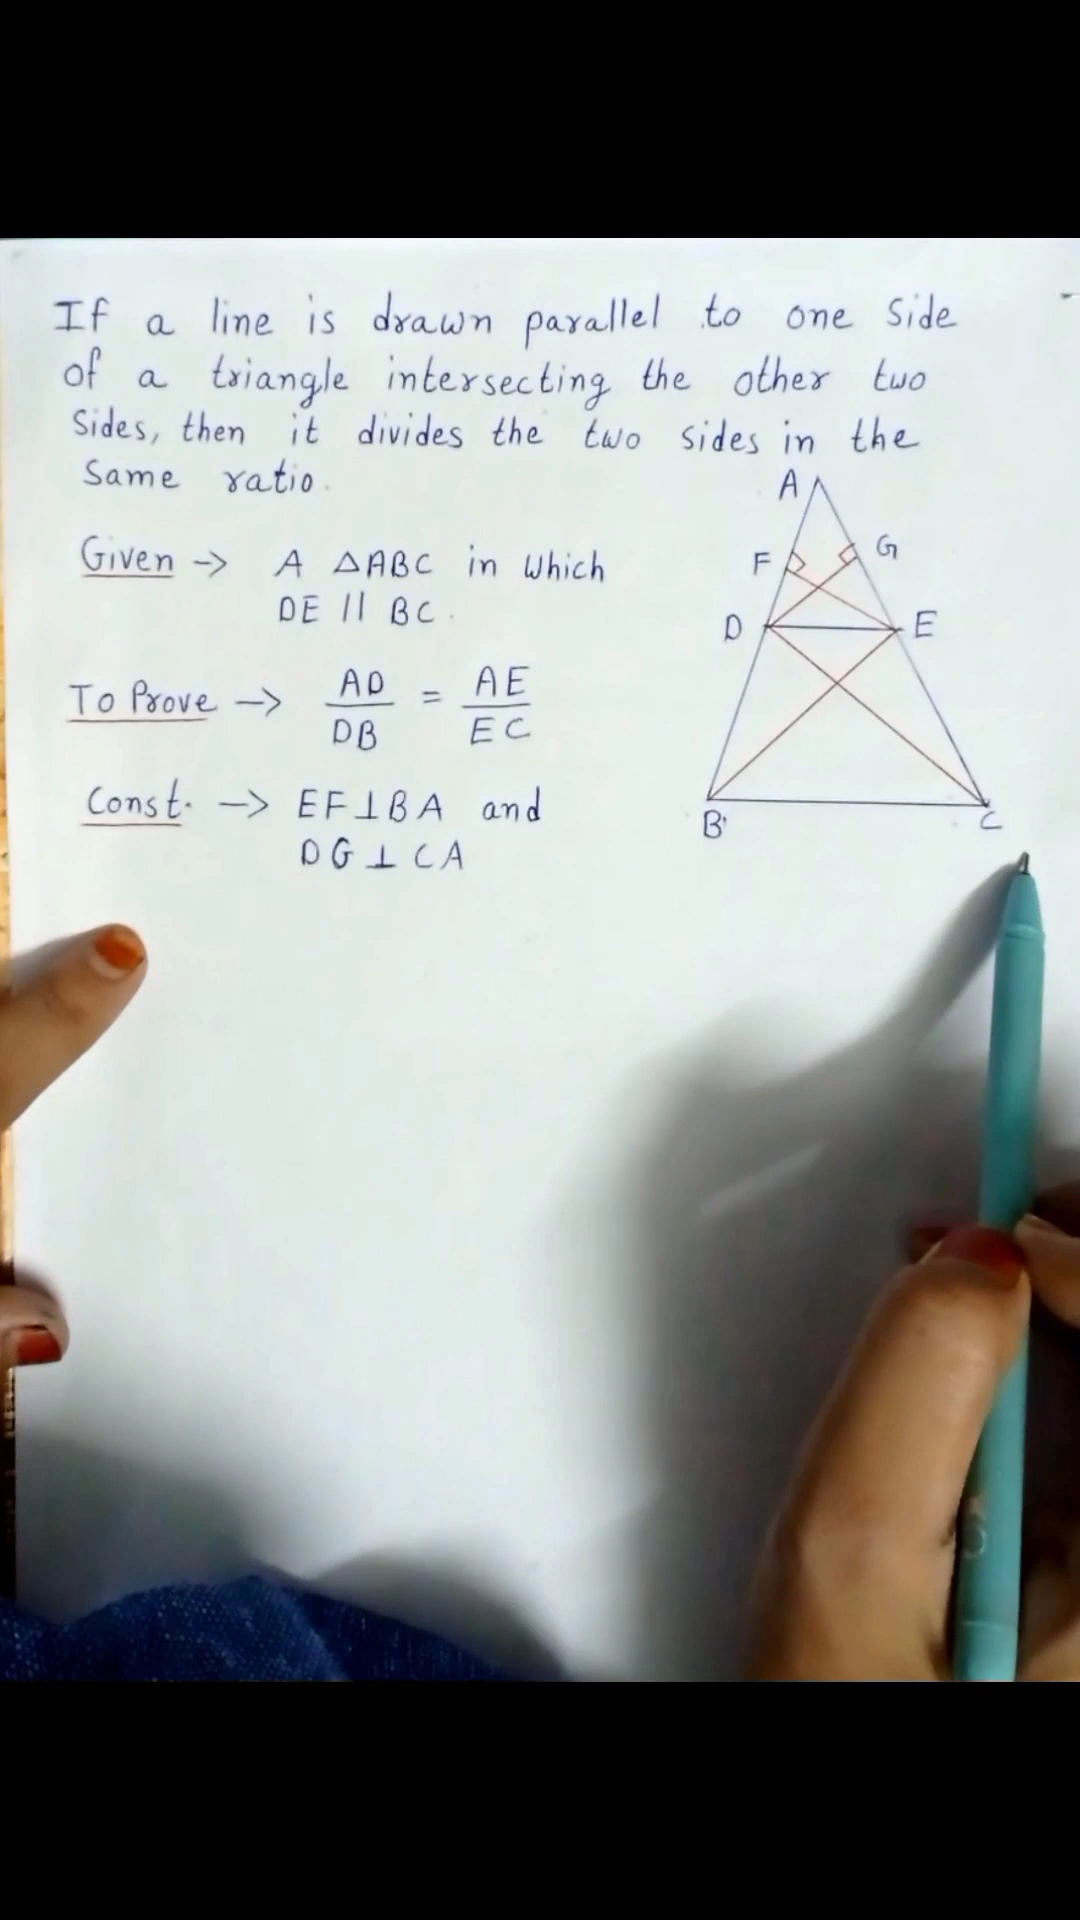 If a line is drawn parallel to one Side
of a triangle intersecting the other two
Sides, then it divides the two sides in the
Same ratio.
A
Given -> A △ABC in which
F G
DE || BC.
D E
To Prove -> AD/DB = AE/EC
Const. -> EF⊥BA and
B C
DG ⊥ CA